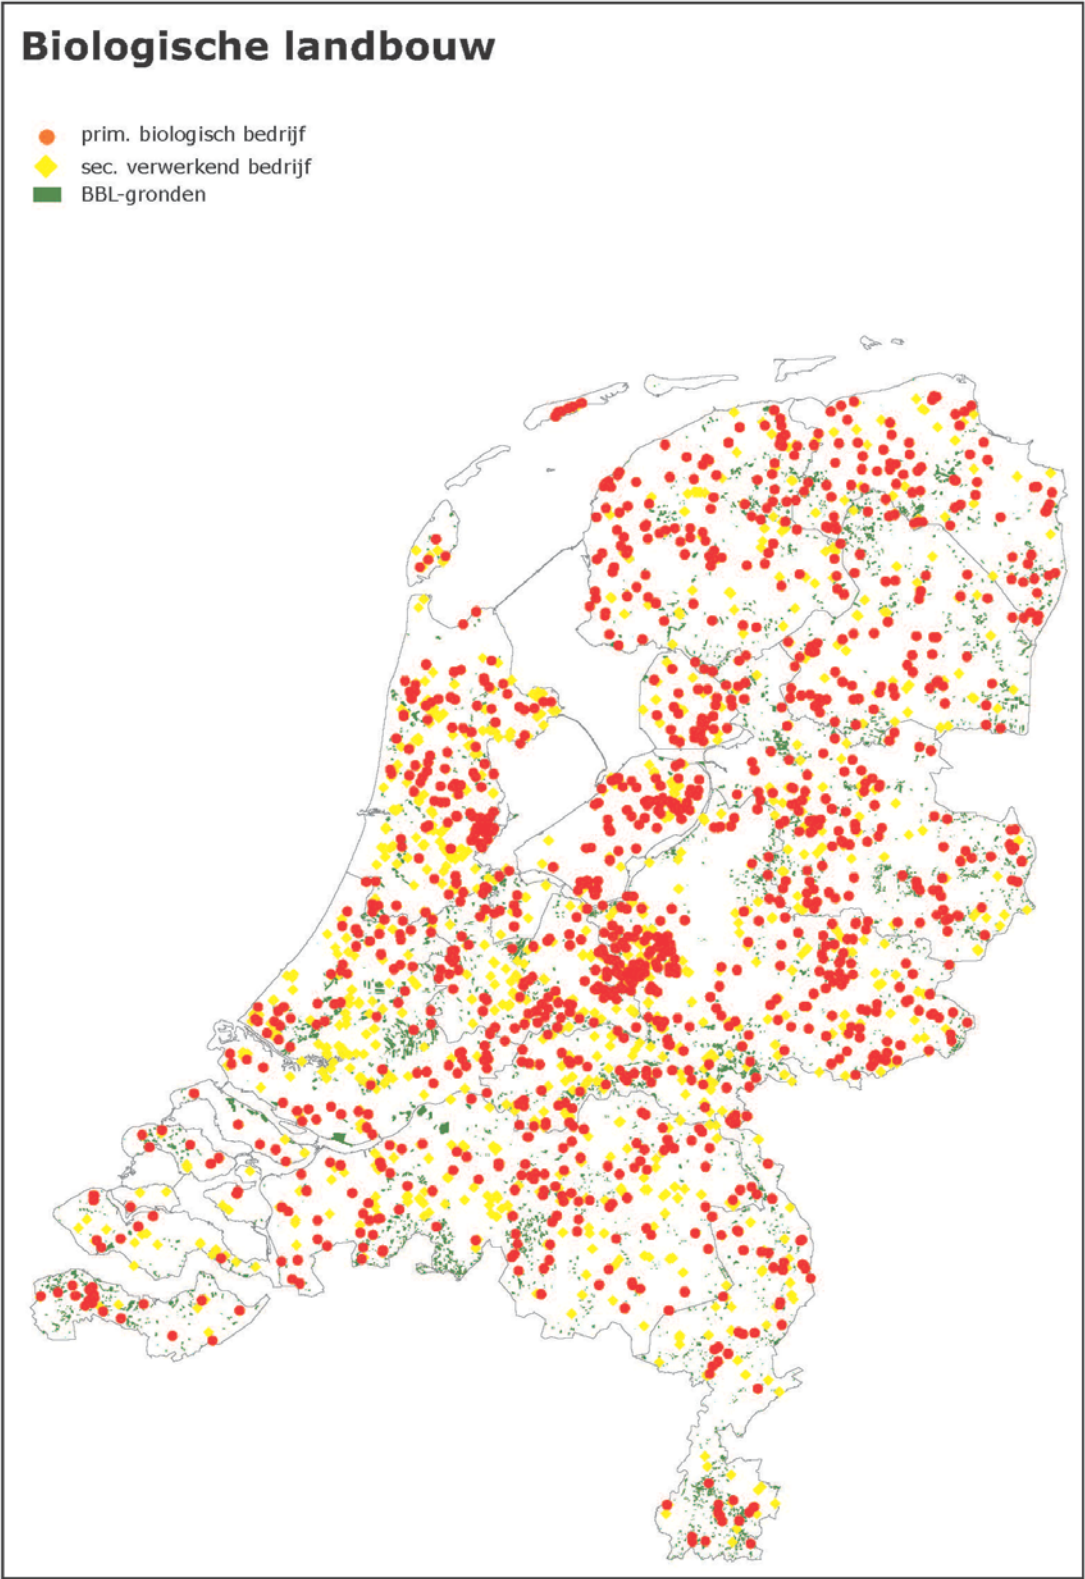 Biologische landbouw
prim. biologisch bedrijf
sec. verwerkend bedrijf
BBL-gronden